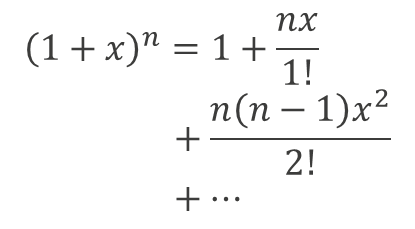 (1 + x)ⁿ = 1 + nx/1!
+ n(n − 1)x²/2!
+ ⋯